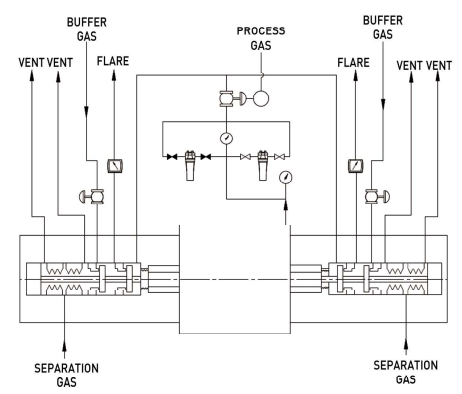 BUFFER
GAS
PROCESS
GAS
BUFFER
GAS
VENT VENT
FLARE
FLARE
VENT VENT
SEPARATION
GAS
SEPARATION
GAS